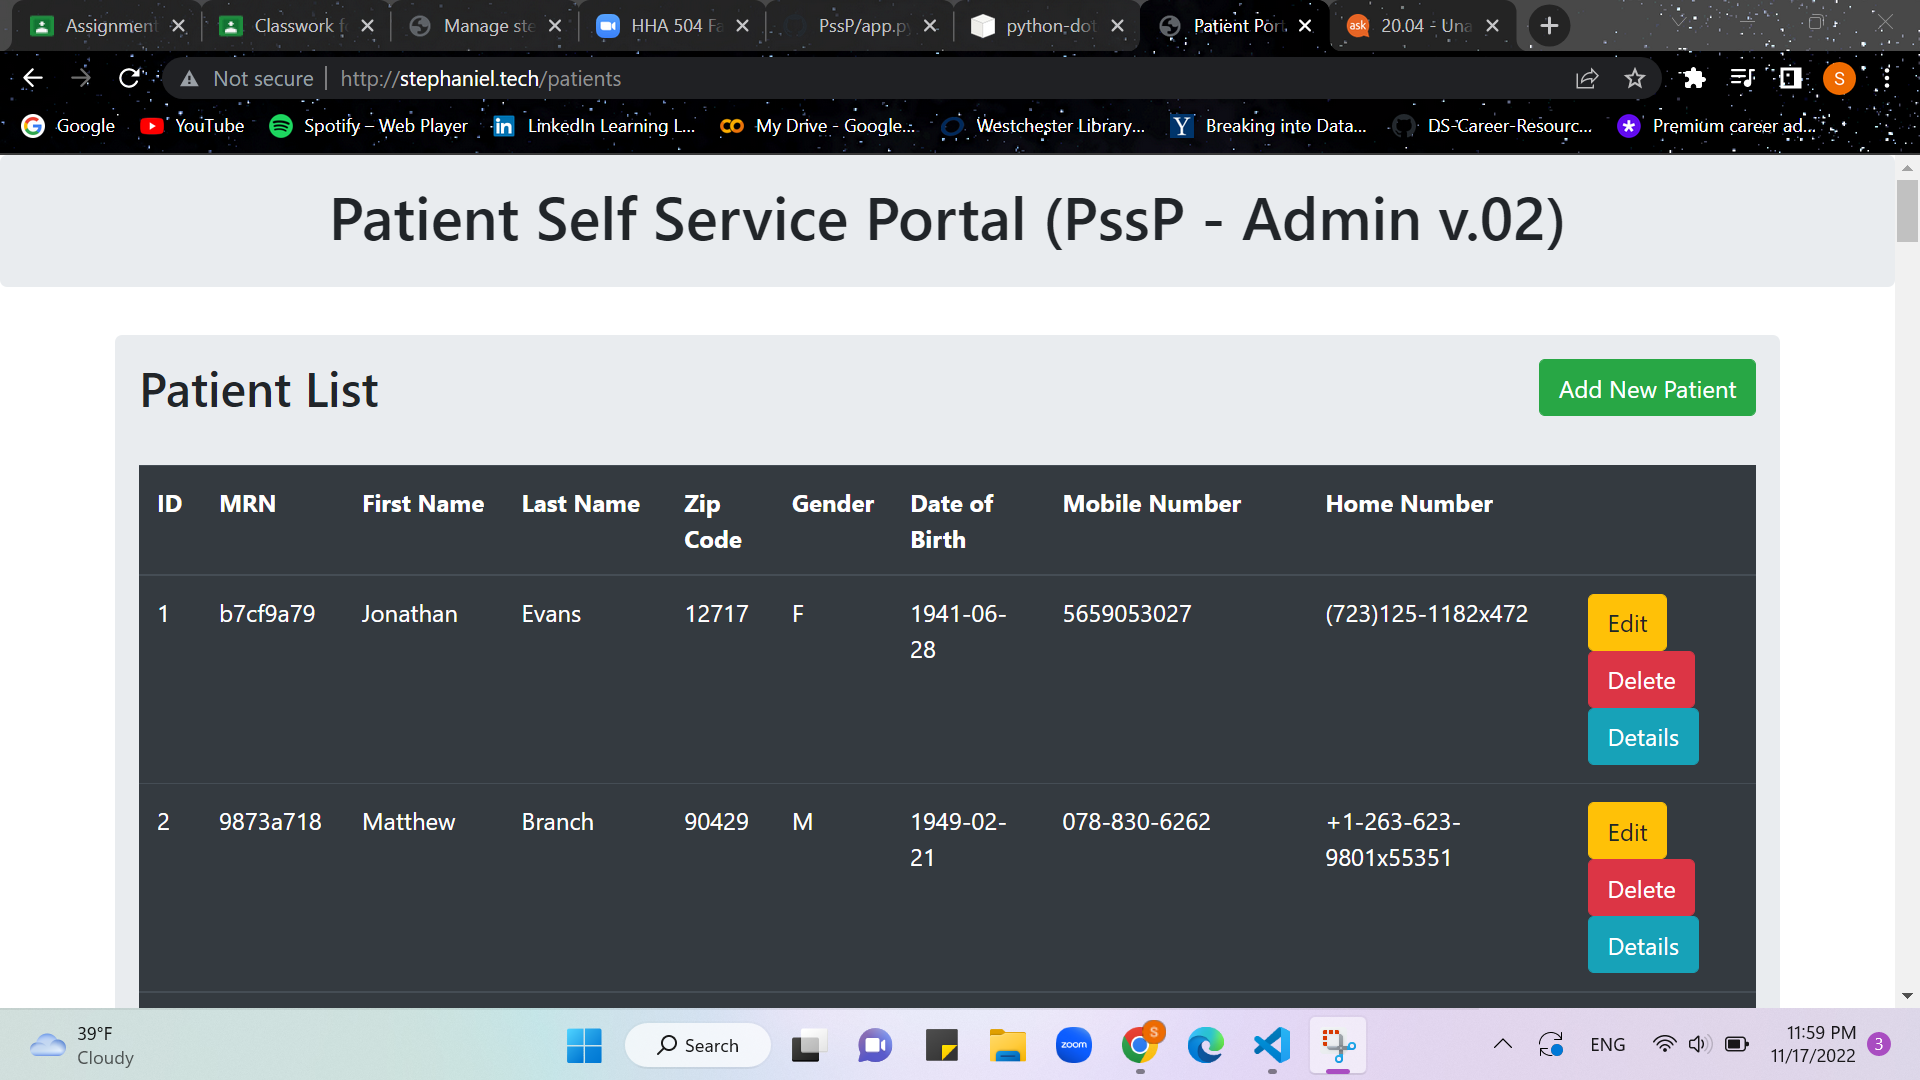 Assignment
Classwork f
Manage ste
HHA 504 Fa
PssP/app.py
python-dot
Patient Por
ask
20.04 - Una
Not secure
http://stephaniel.tech/patients
S
Google
YouTube
Spotify – Web Player
LinkedIn Learning L...
My Drive - Google...
Westchester Library...
Breaking into Data...
DS-Career-Resourc...
Premium career ad...
Patient Self Service Portal (PssP - Admin v.02)
Patient List
Add New Patient
ID MRN First Name Last Name Zip Code Gender Date of Birth Mobile Number Home Number
1 b7cf9a79 Jonathan Evans 12717 F 1941-06-28 5659053027 (723)125-1182x472
Edit
Delete
Details
2 9873a718 Matthew Branch 90429 M 1949-02-21 078-830-6262 +1-263-623-9801x55351
Edit
Delete
Details
39°F
Cloudy
Search
zoom
S
ENG
11:59 PM
11/17/2022
3